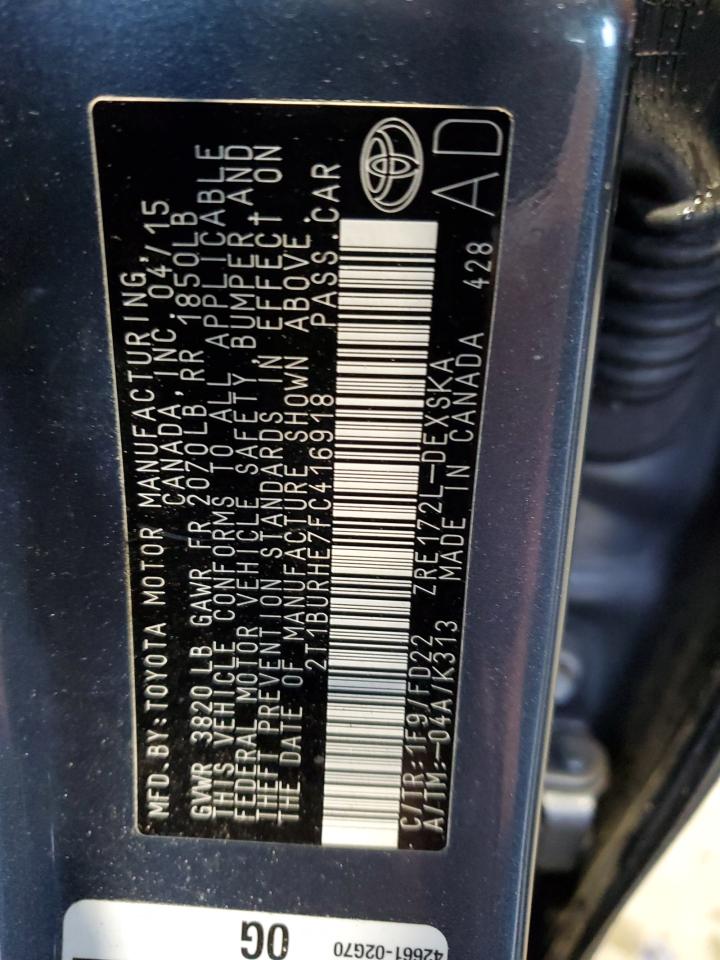 MFD. BY: TOYOTA MOTOR MANUFACTURING,
CANADA, INC. 04/15
GVWR 3820LB GAWR FR 2070LB, RR 1850LB
THIS VEHICLE CONFORMS TO ALL APPLICABLE
FEDERAL MOTOR VEHICLE SAFETY, BUMPER, AND
THEFT PREVENTION STANDARDS IN EFFECT ON
THE DATE OF MANUFACTURE SHOWN ABOVE.
2T1BURHE7FC416918 PASS.CAR
C/TR:1F9/FD22 ZRE172L-DEXSKA
A/TM:-04A/K313 MADE IN CANADA 428
AD
0G
42661-02G70